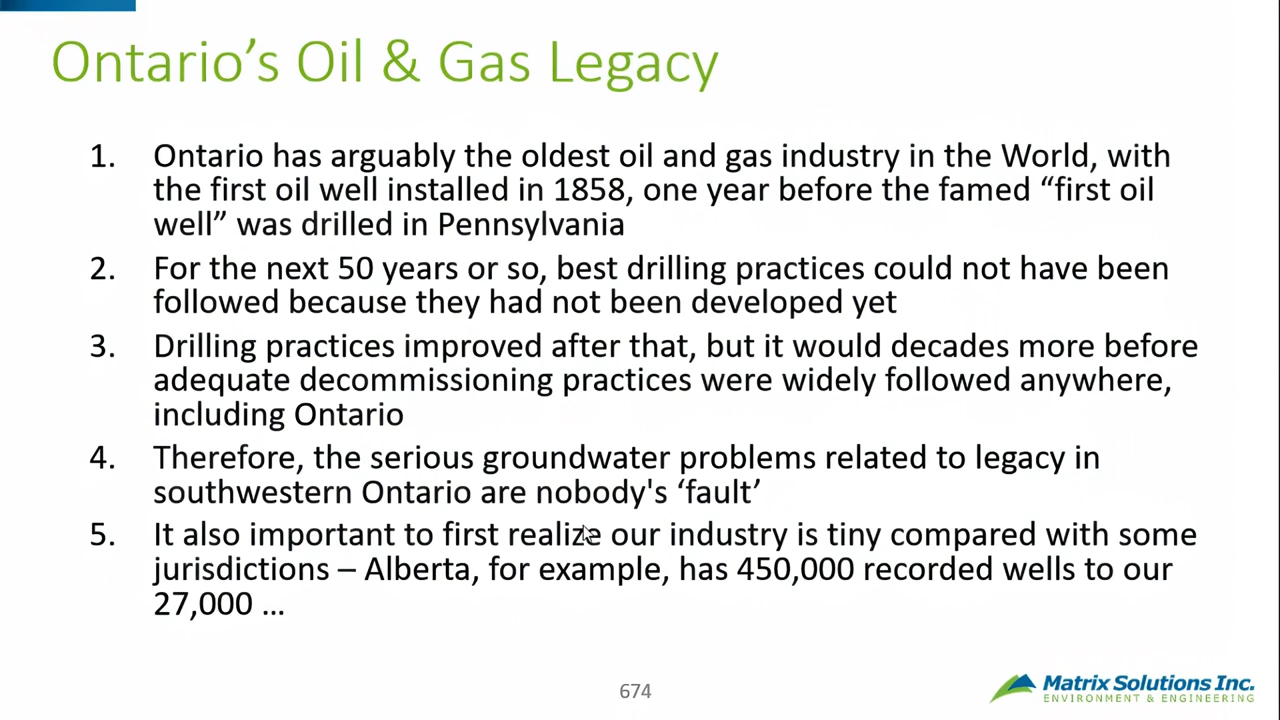 Ontario’s Oil & Gas Legacy
1. Ontario has arguably the oldest oil and gas industry in the World, with
the first oil well installed in 1858, one year before the famed “first oil
well” was drilled in Pennsylvania
2. For the next 50 years or so, best drilling practices could not have been
followed because they had not been developed yet
3. Drilling practices improved after that, but it would decades more before
adequate decommissioning practices were widely followed anywhere,
including Ontario
4. Therefore, the serious groundwater problems related to legacy in
southwestern Ontario are nobody's ‘fault’
5. It also important to first realize our industry is tiny compared with some
jurisdictions – Alberta, for example, has 450,000 recorded wells to our
27,000 ...
674
Matrix Solutions Inc.
ENVIRONMENT & ENGINEERING